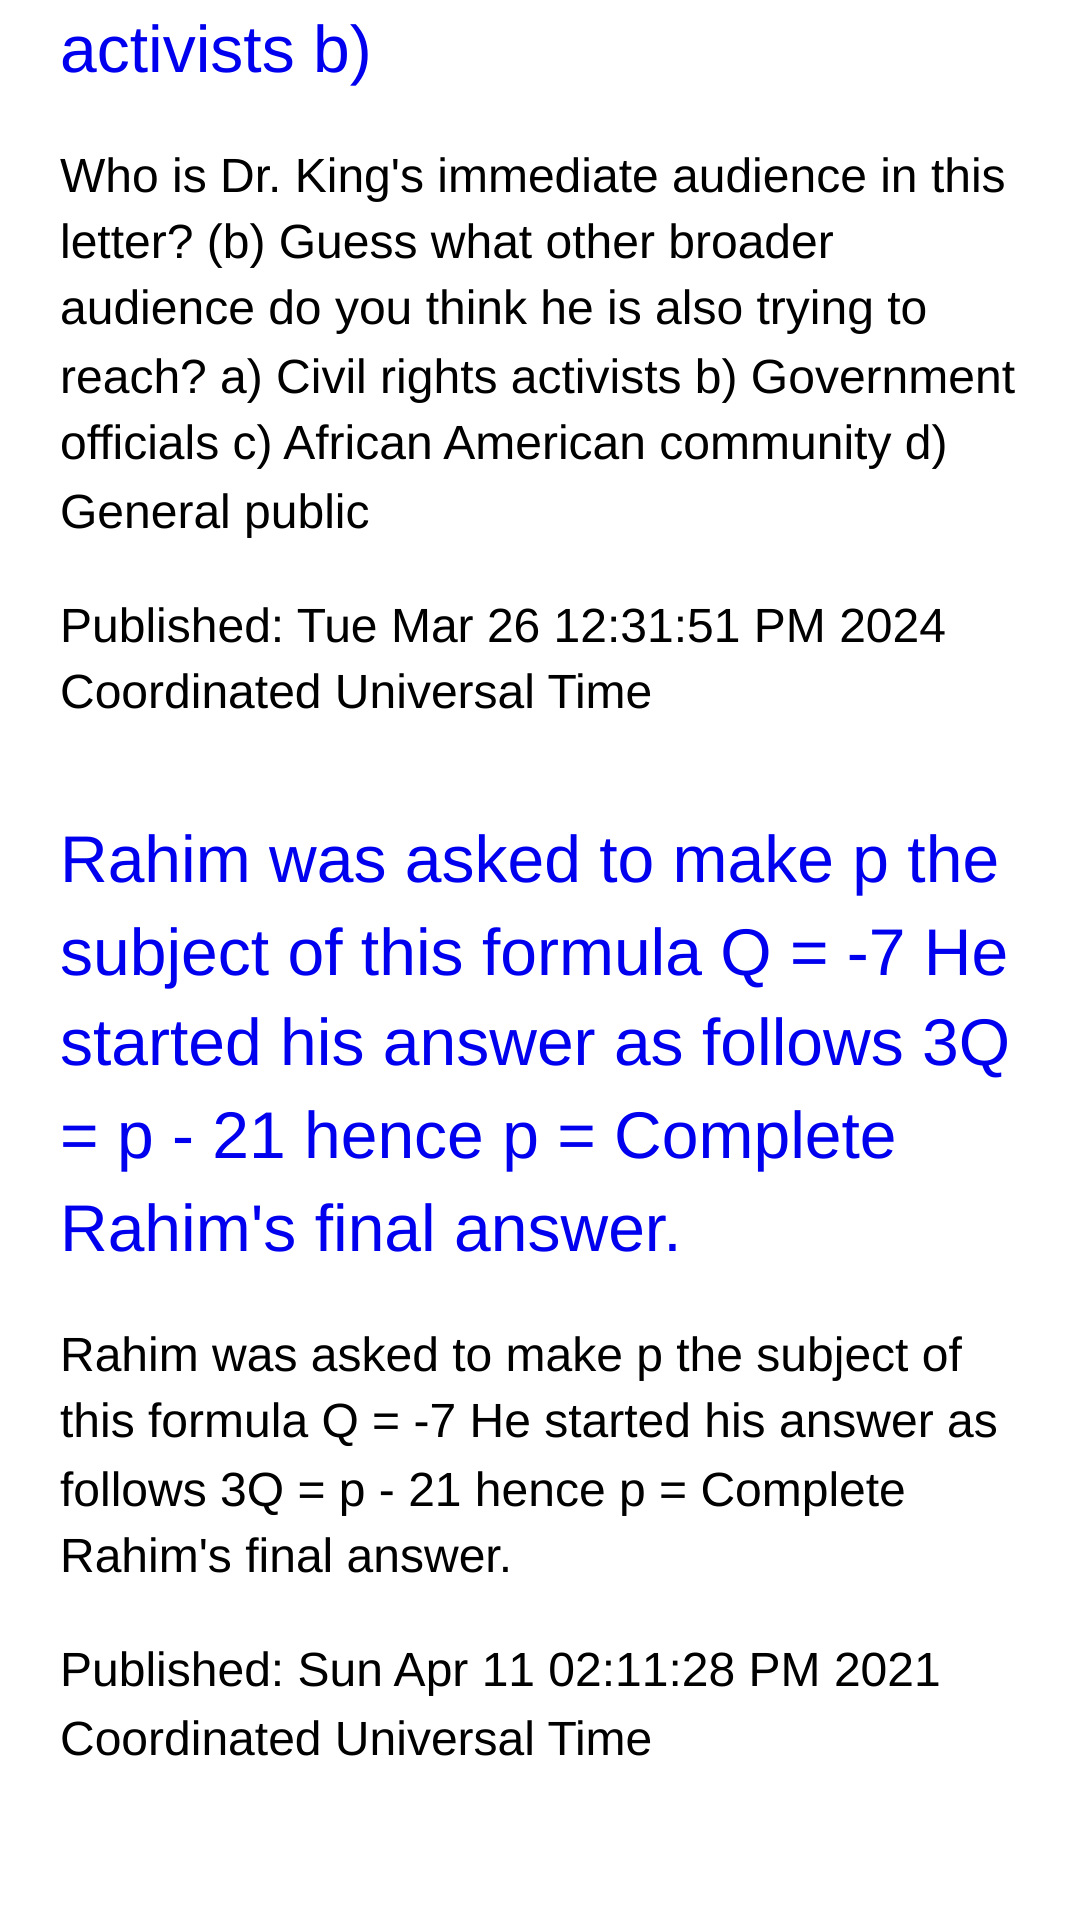 activists b)
Who is Dr. King's immediate audience in this
letter? (b) Guess what other broader
audience do you think he is also trying to
reach? a) Civil rights activists b) Government
officials c) African American community d)
General public
Published: Tue Mar 26 12:31:51 PM 2024
Coordinated Universal Time
Rahim was asked to make p the
subject of this formula Q = -7 He
started his answer as follows 3Q
= p - 21 hence p = Complete
Rahim's final answer.
Rahim was asked to make p the subject of
this formula Q = -7 He started his answer as
follows 3Q = p - 21 hence p = Complete
Rahim's final answer.
Published: Sun Apr 11 02:11:28 PM 2021
Coordinated Universal Time